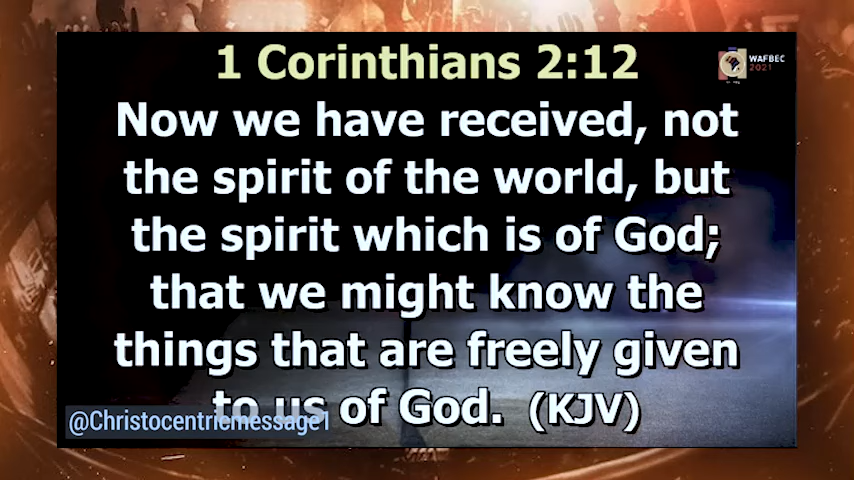 1 Corinthians 2:12
WAFBEC
2021
Now we have received, not
the spirit of the world, but
the spirit which is of God;
that we might know the
things that are freely given
to us of God. (KJV)
@Christocentricmessage1